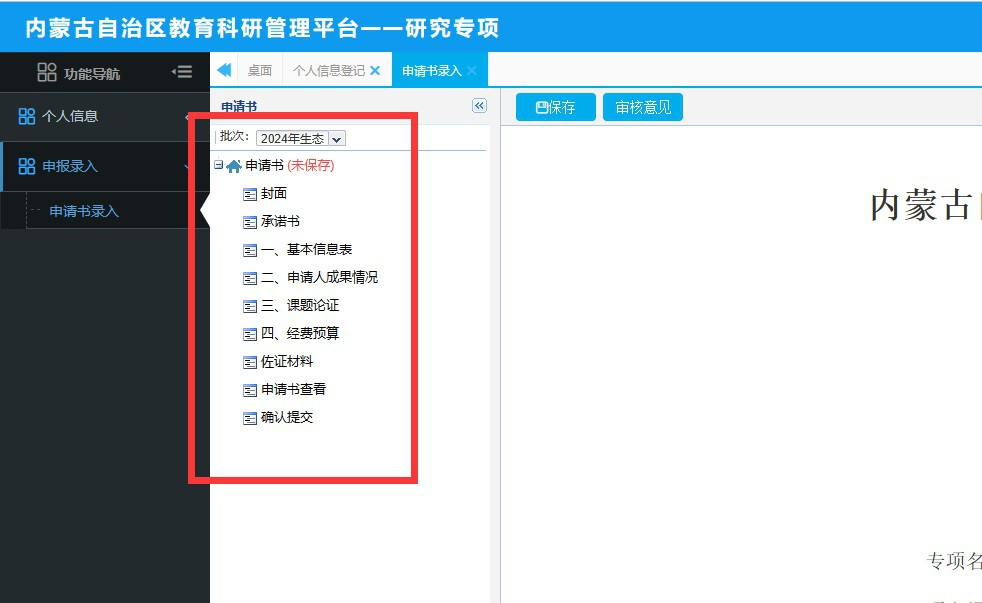 内蒙古自治区教育科研管理平台——研究专项
功能导航
桌面
个人信息登记
申请书录入
个人信息
申报录入
申请书录入
申请书
批次：
2024年生态
申请书 (未保存)
封面
承诺书
一、基本信息表
二、申请人成果情况
三、课题论证
四、经费预算
佐证材料
申请书查看
确认提交
保存
审核意见
内蒙古
专项名